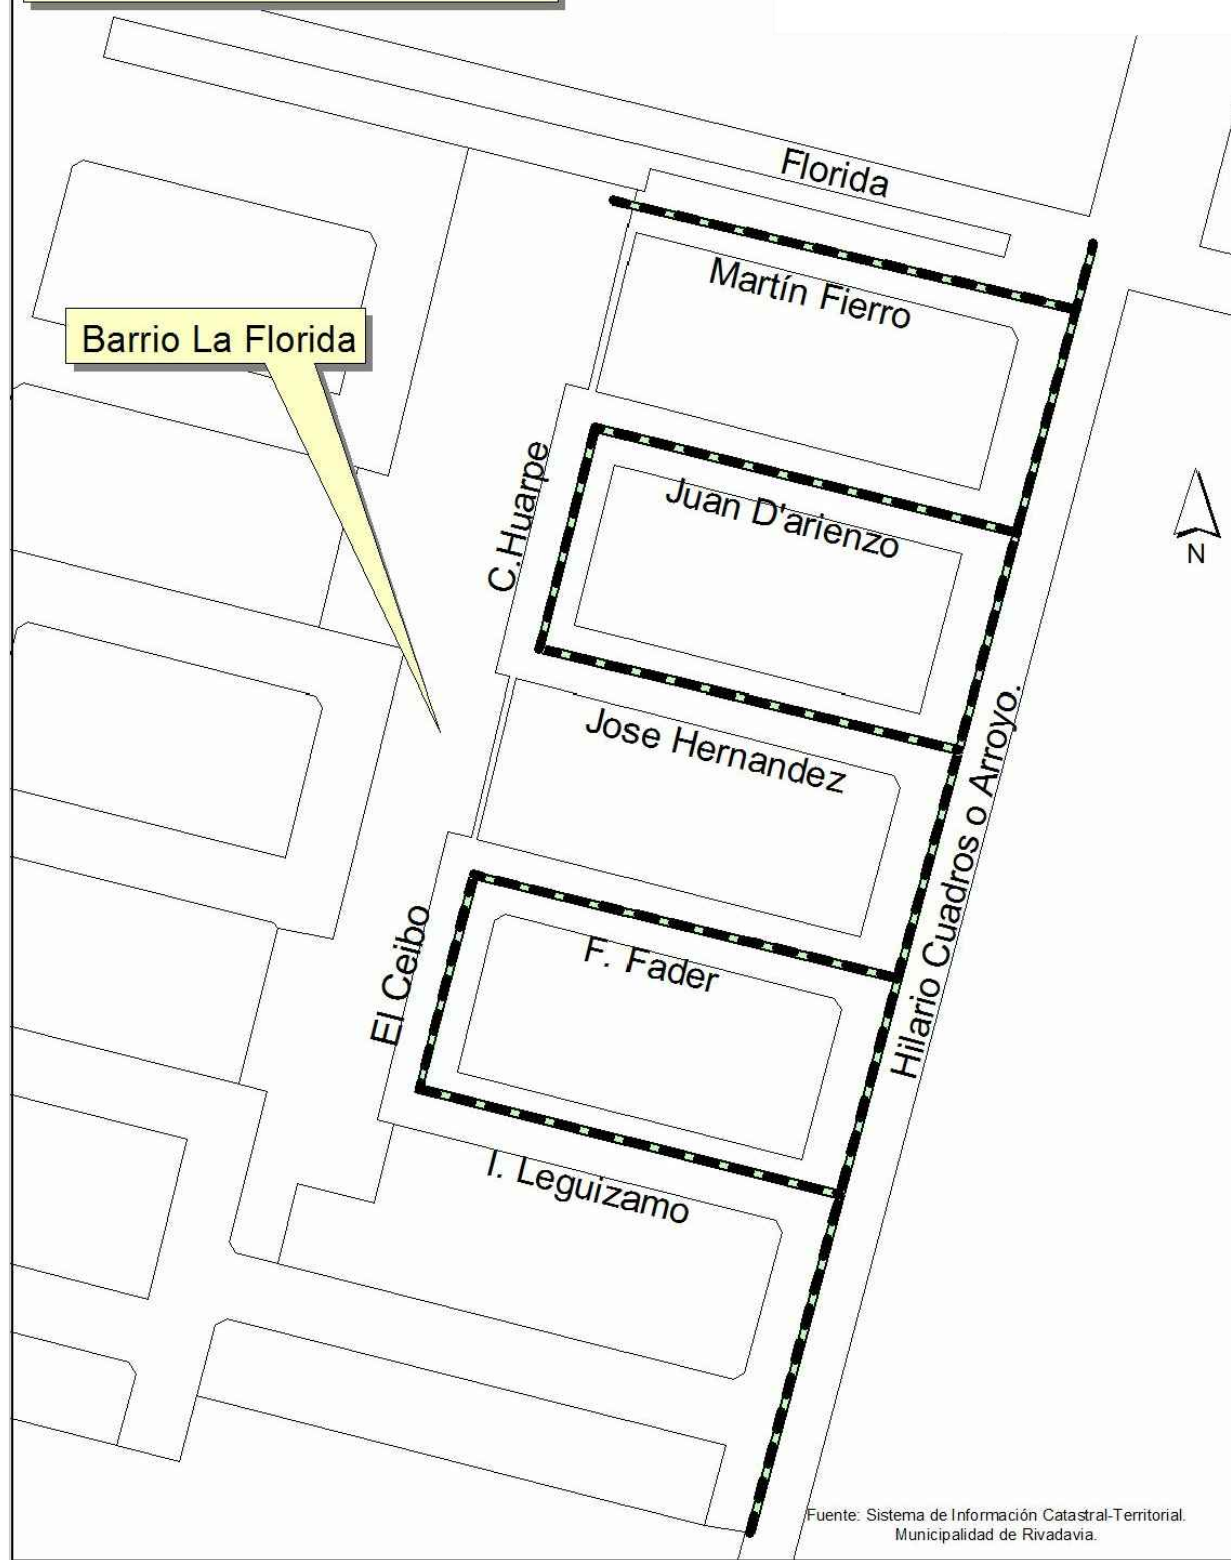 Florida
Martín Fierro
Barrio La Florida
C.Huarpe
Juan D'arienzo
N
Jose Hernandez
Hilario Cuadros o Arroyo.
El Ceibo
F. Fader
I. Leguizamo
Fuente: Sistema de Información Catastral-Territorial.
Municipalidad de Rivadavia.